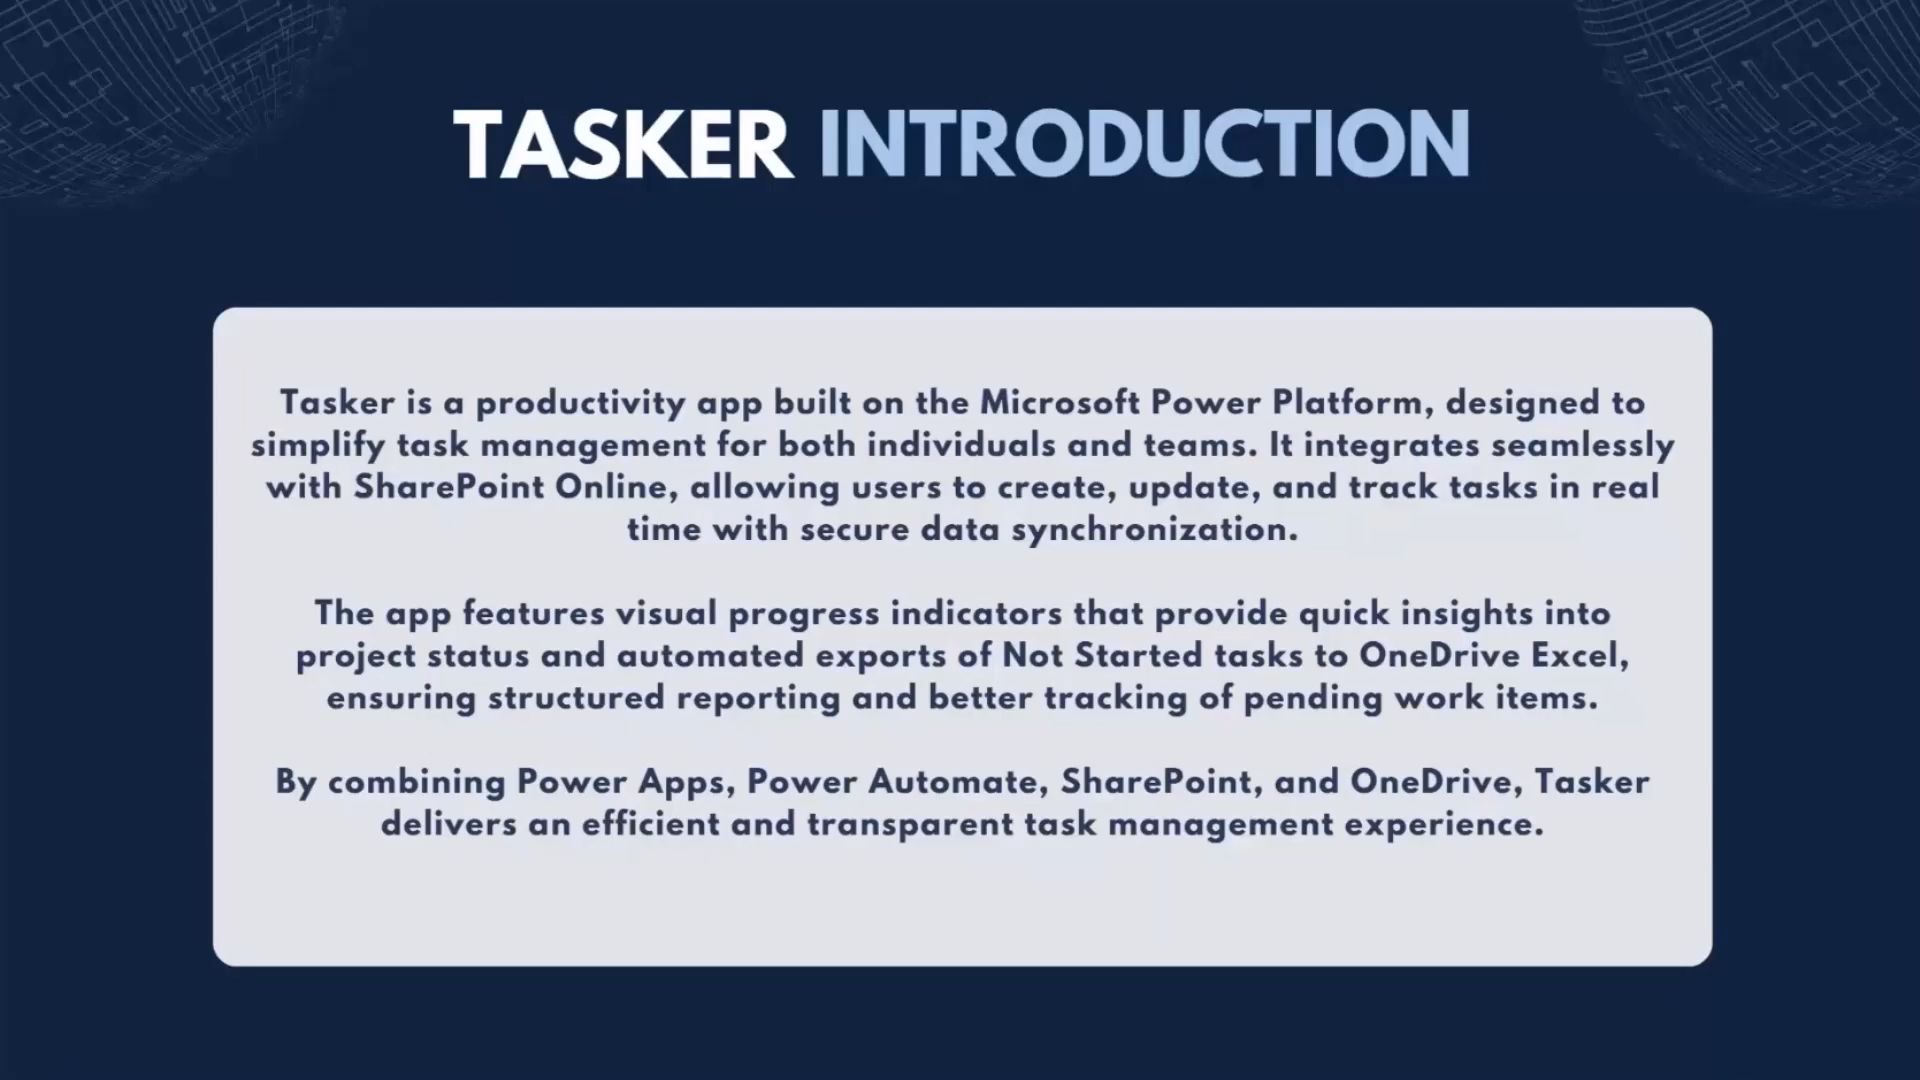 TASKER INTRODUCTION
Tasker is a productivity app built on the Microsoft Power Platform, designed to
simplify task management for both individuals and teams. It integrates seamlessly
with SharePoint Online, allowing users to create, update, and track tasks in real
time with secure data synchronization.
The app features visual progress indicators that provide quick insights into
project status and automated exports of Not Started tasks to OneDrive Excel,
ensuring structured reporting and better tracking of pending work items.
By combining Power Apps, Power Automate, SharePoint, and OneDrive, Tasker
delivers an efficient and transparent task management experience.